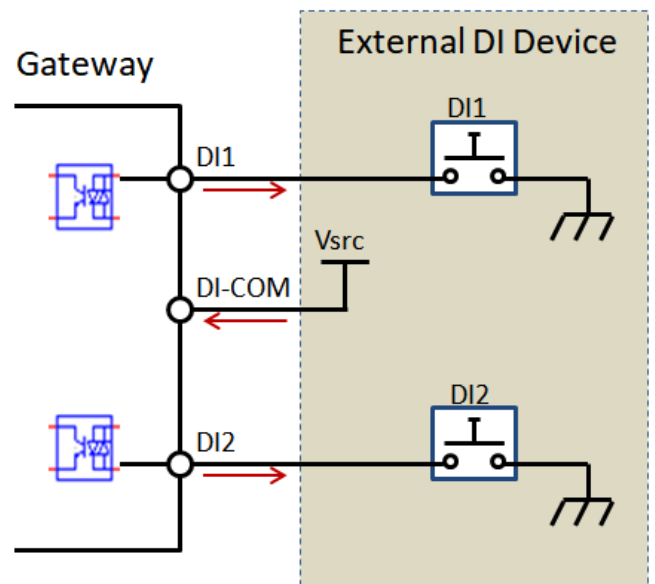 External DI Device
Gateway
DI1
DI1
Vsrc
DI-COM
DI2
DI2